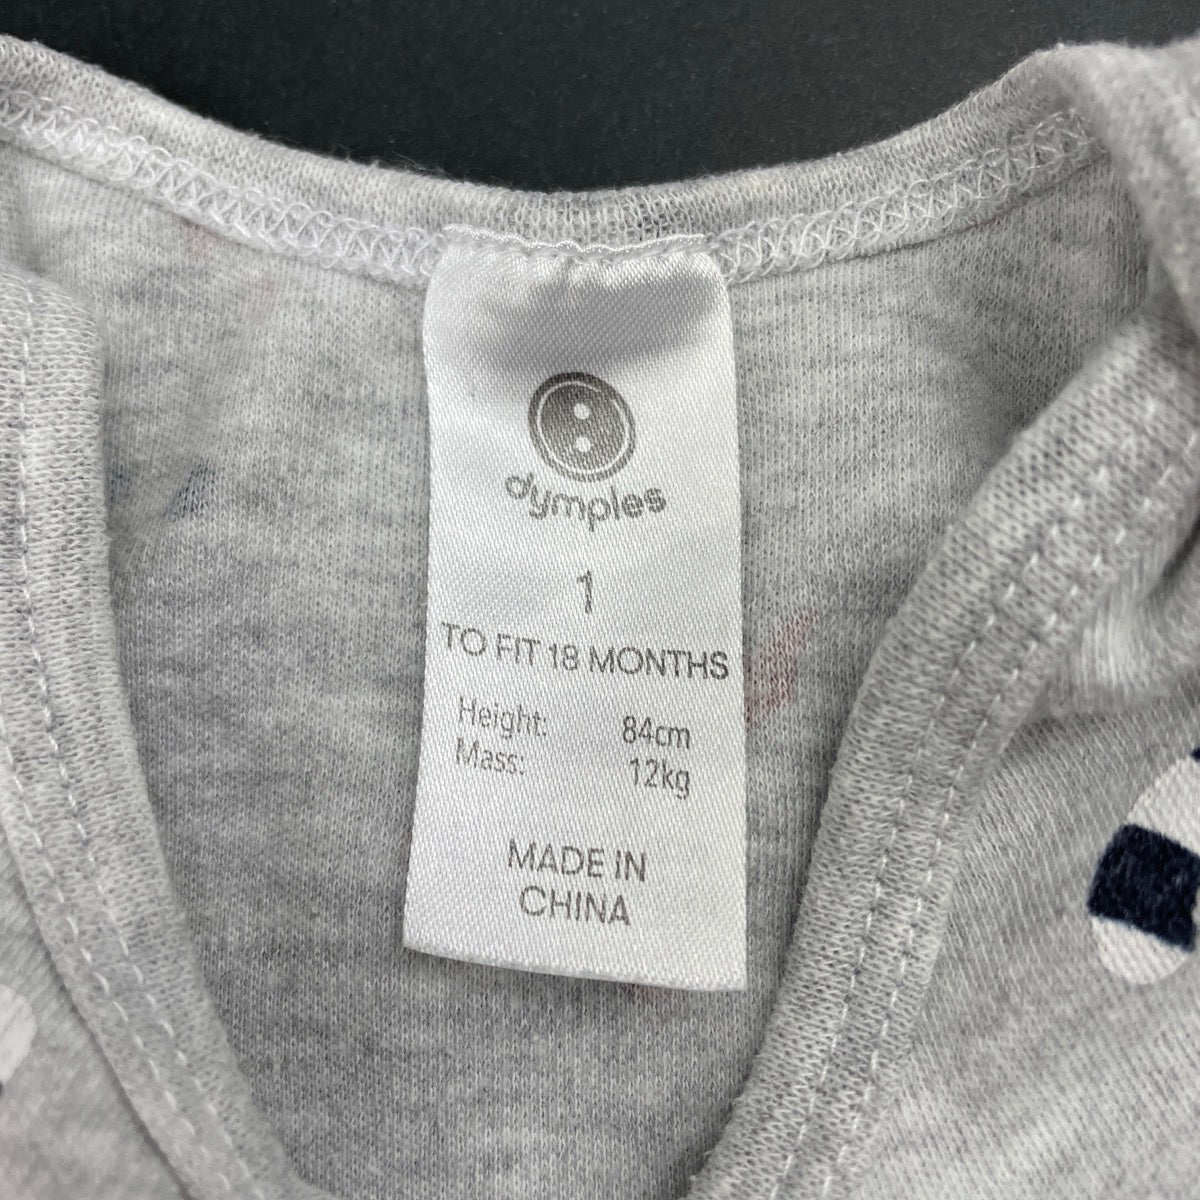 dymples
1
TO FIT 18 MONTHS
Height: 84cm
Mass: 12kg
MADE IN
CHINA